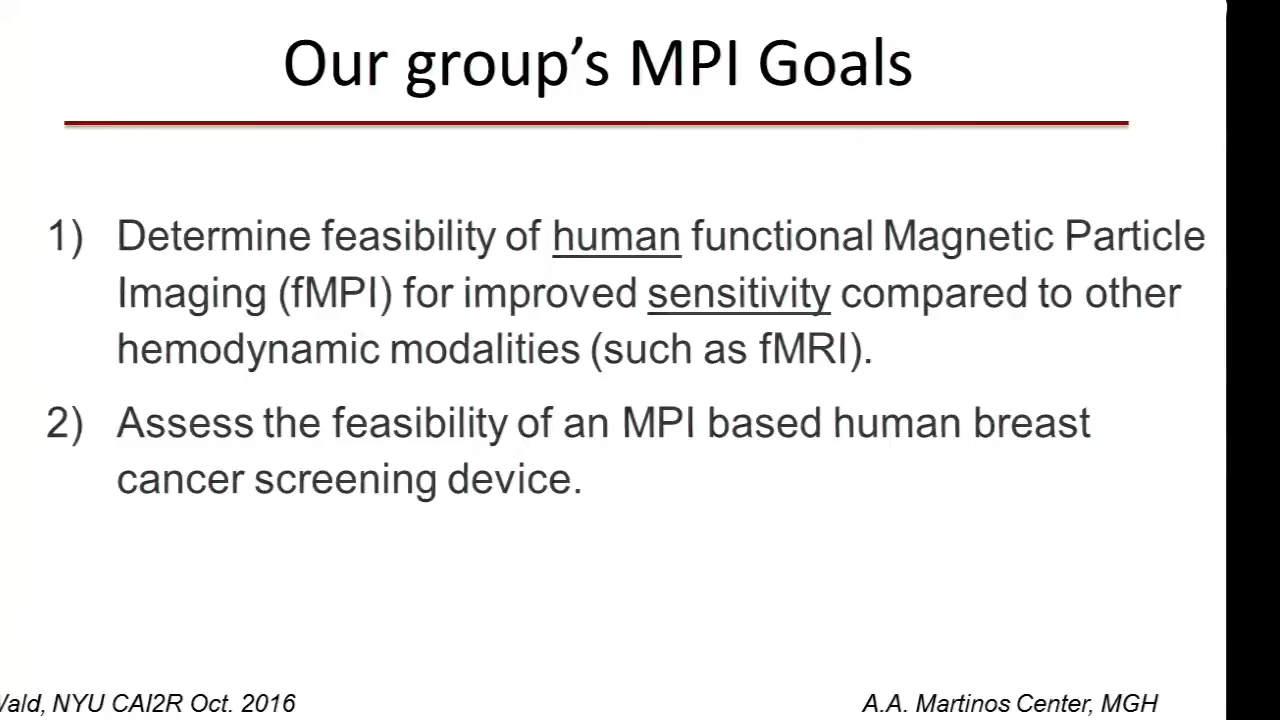 Our group's MPI Goals
1) Determine feasibility of human functional Magnetic Particle
Imaging (fMPI) for improved sensitivity compared to other
hemodynamic modalities (such as fMRI).
2) Assess the feasibility of an MPI based human breast
cancer screening device.
Wald, NYU CAI2R Oct. 2016
A.A. Martinos Center, MGH